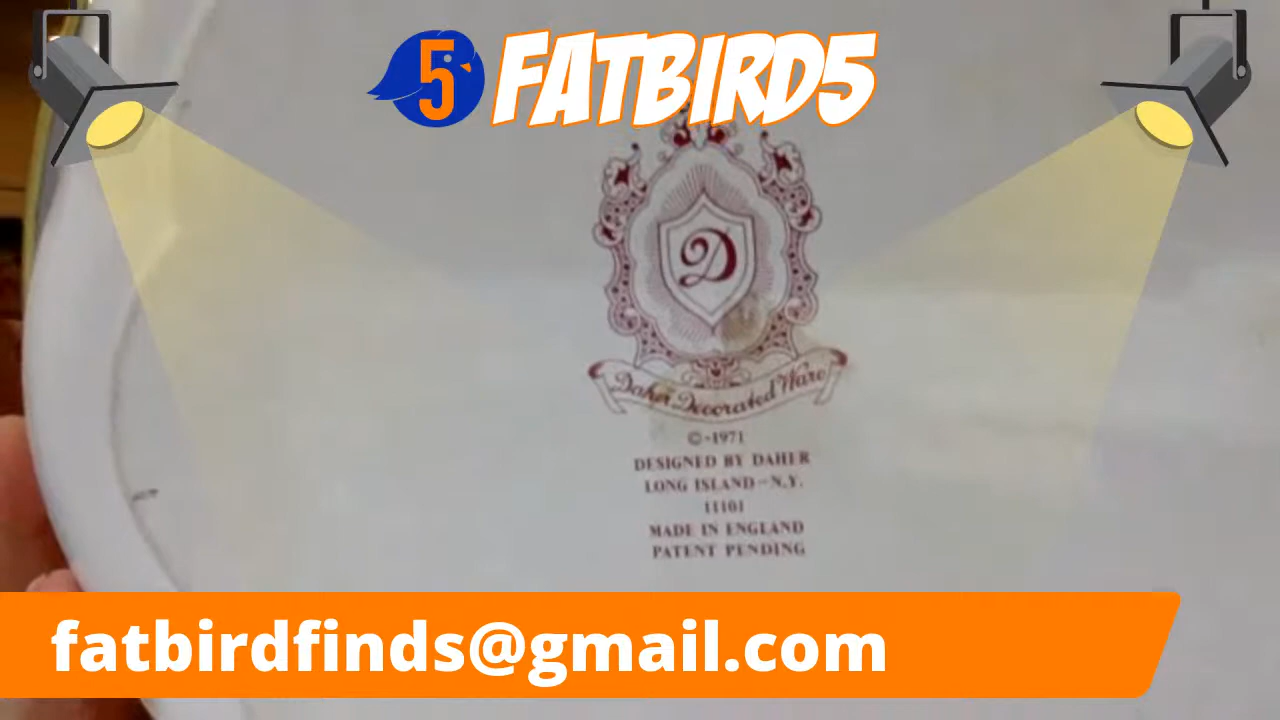 5 FATBIRD5
D
Daher Decorated Ware
©-1971
DESIGNED BY DAHER
LONG ISLAND-N.Y.
11101
MADE IN ENGLAND
PATENT PENDING
fatbirdfinds@gmail.com